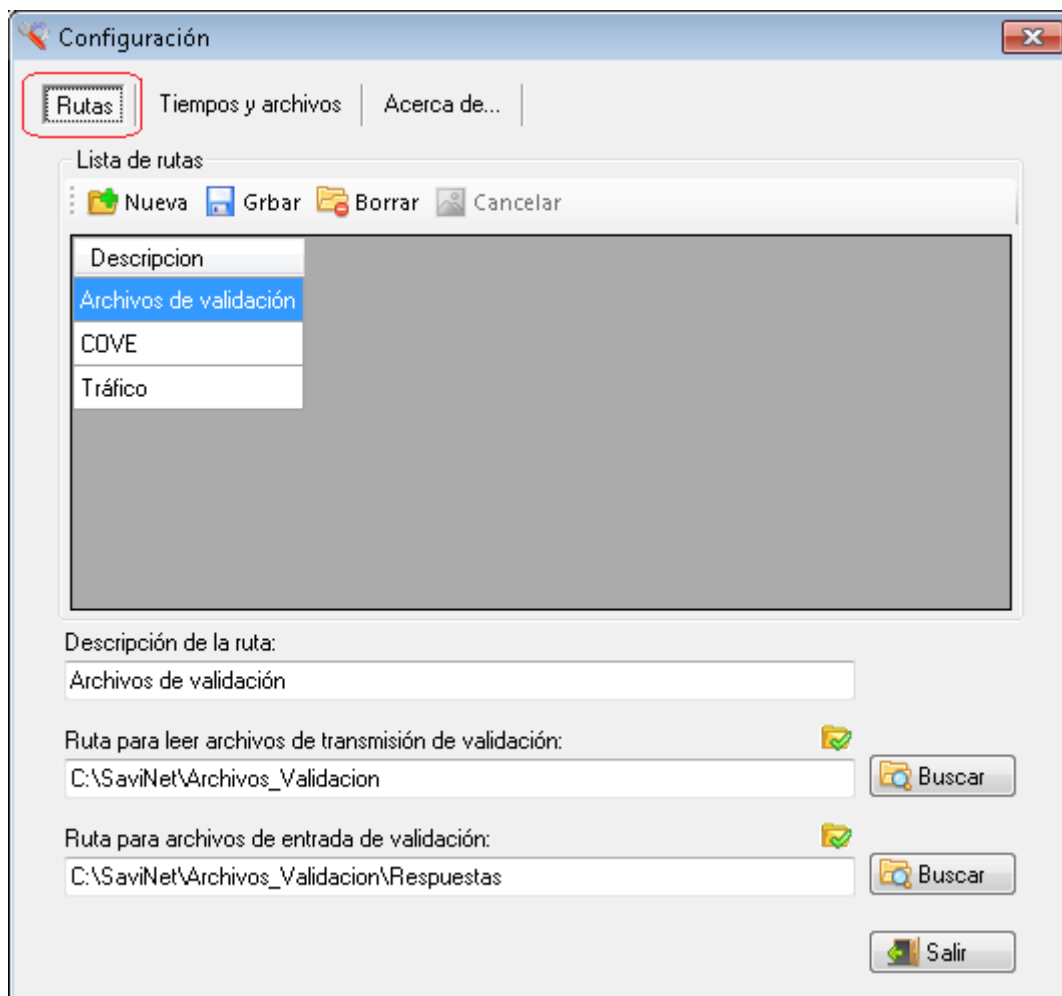 Configuración
Rutas Tiempos y archivos Acerca de...
Lista de rutas
Nueva Grbar Borrar Cancelar
Descripcion
Archivos de validación
COVE
Tráfico
Descripción de la ruta:
Archivos de validación
Ruta para leer archivos de transmisión de validación:
C:\SaviNet\Archivos_Validacion Buscar
Ruta para archivos de entrada de validación:
C:\SaviNet\Archivos_Validacion\Respuestas Buscar
Salir